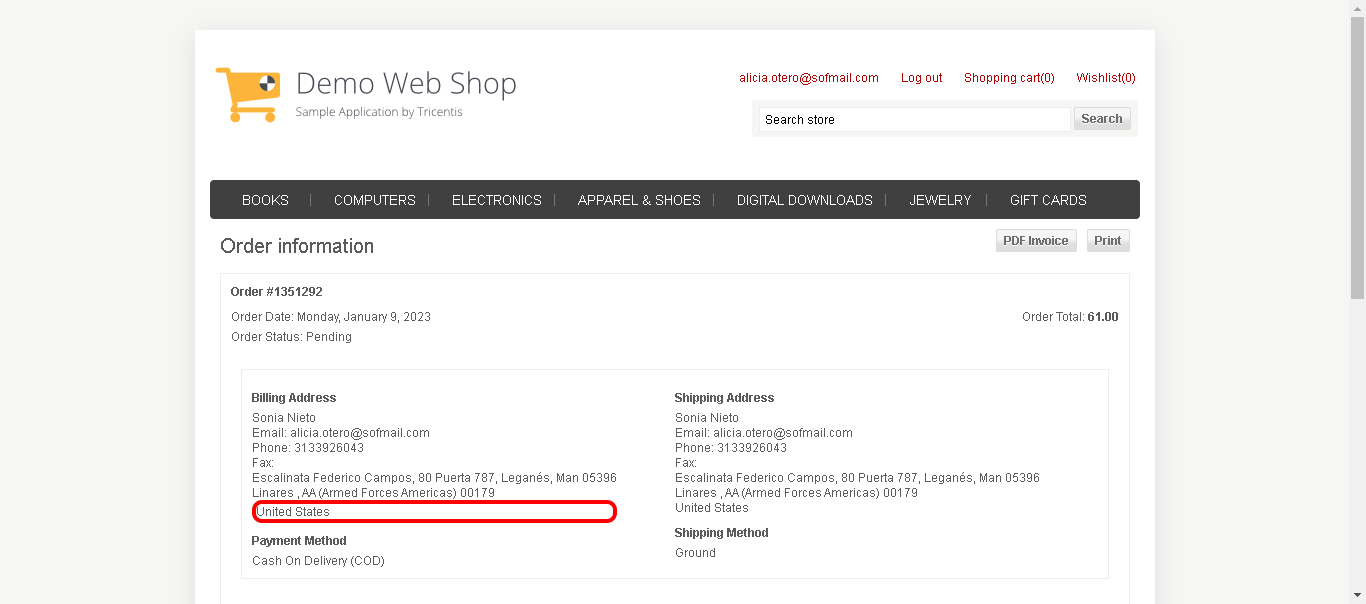 Demo Web Shop
Sample Application by Tricentis
alicia.otero@sofmail.com Log out Shopping cart(0) Wishlist(0)
Search store Search
BOOKS COMPUTERS ELECTRONICS APPAREL & SHOES DIGITAL DOWNLOADS JEWELRY GIFT CARDS
Order information PDF Invoice Print
Order #1351292
Order Date: Monday, January 9, 2023 Order Total: 61.00
Order Status: Pending
Billing Address
Sonia Nieto
Email: alicia.otero@sofmail.com
Phone: 3133926043
Fax:
Escalinata Federico Campos, 80 Puerta 787, Leganés, Man 05396
Linares , AA (Armed Forces Americas) 00179
United States
Payment Method
Cash On Delivery (COD)
Shipping Address
Sonia Nieto
Email: alicia.otero@sofmail.com
Phone: 3133926043
Fax:
Escalinata Federico Campos, 80 Puerta 787, Leganés, Man 05396
Linares , AA (Armed Forces Americas) 00179
United States
Shipping Method
Ground